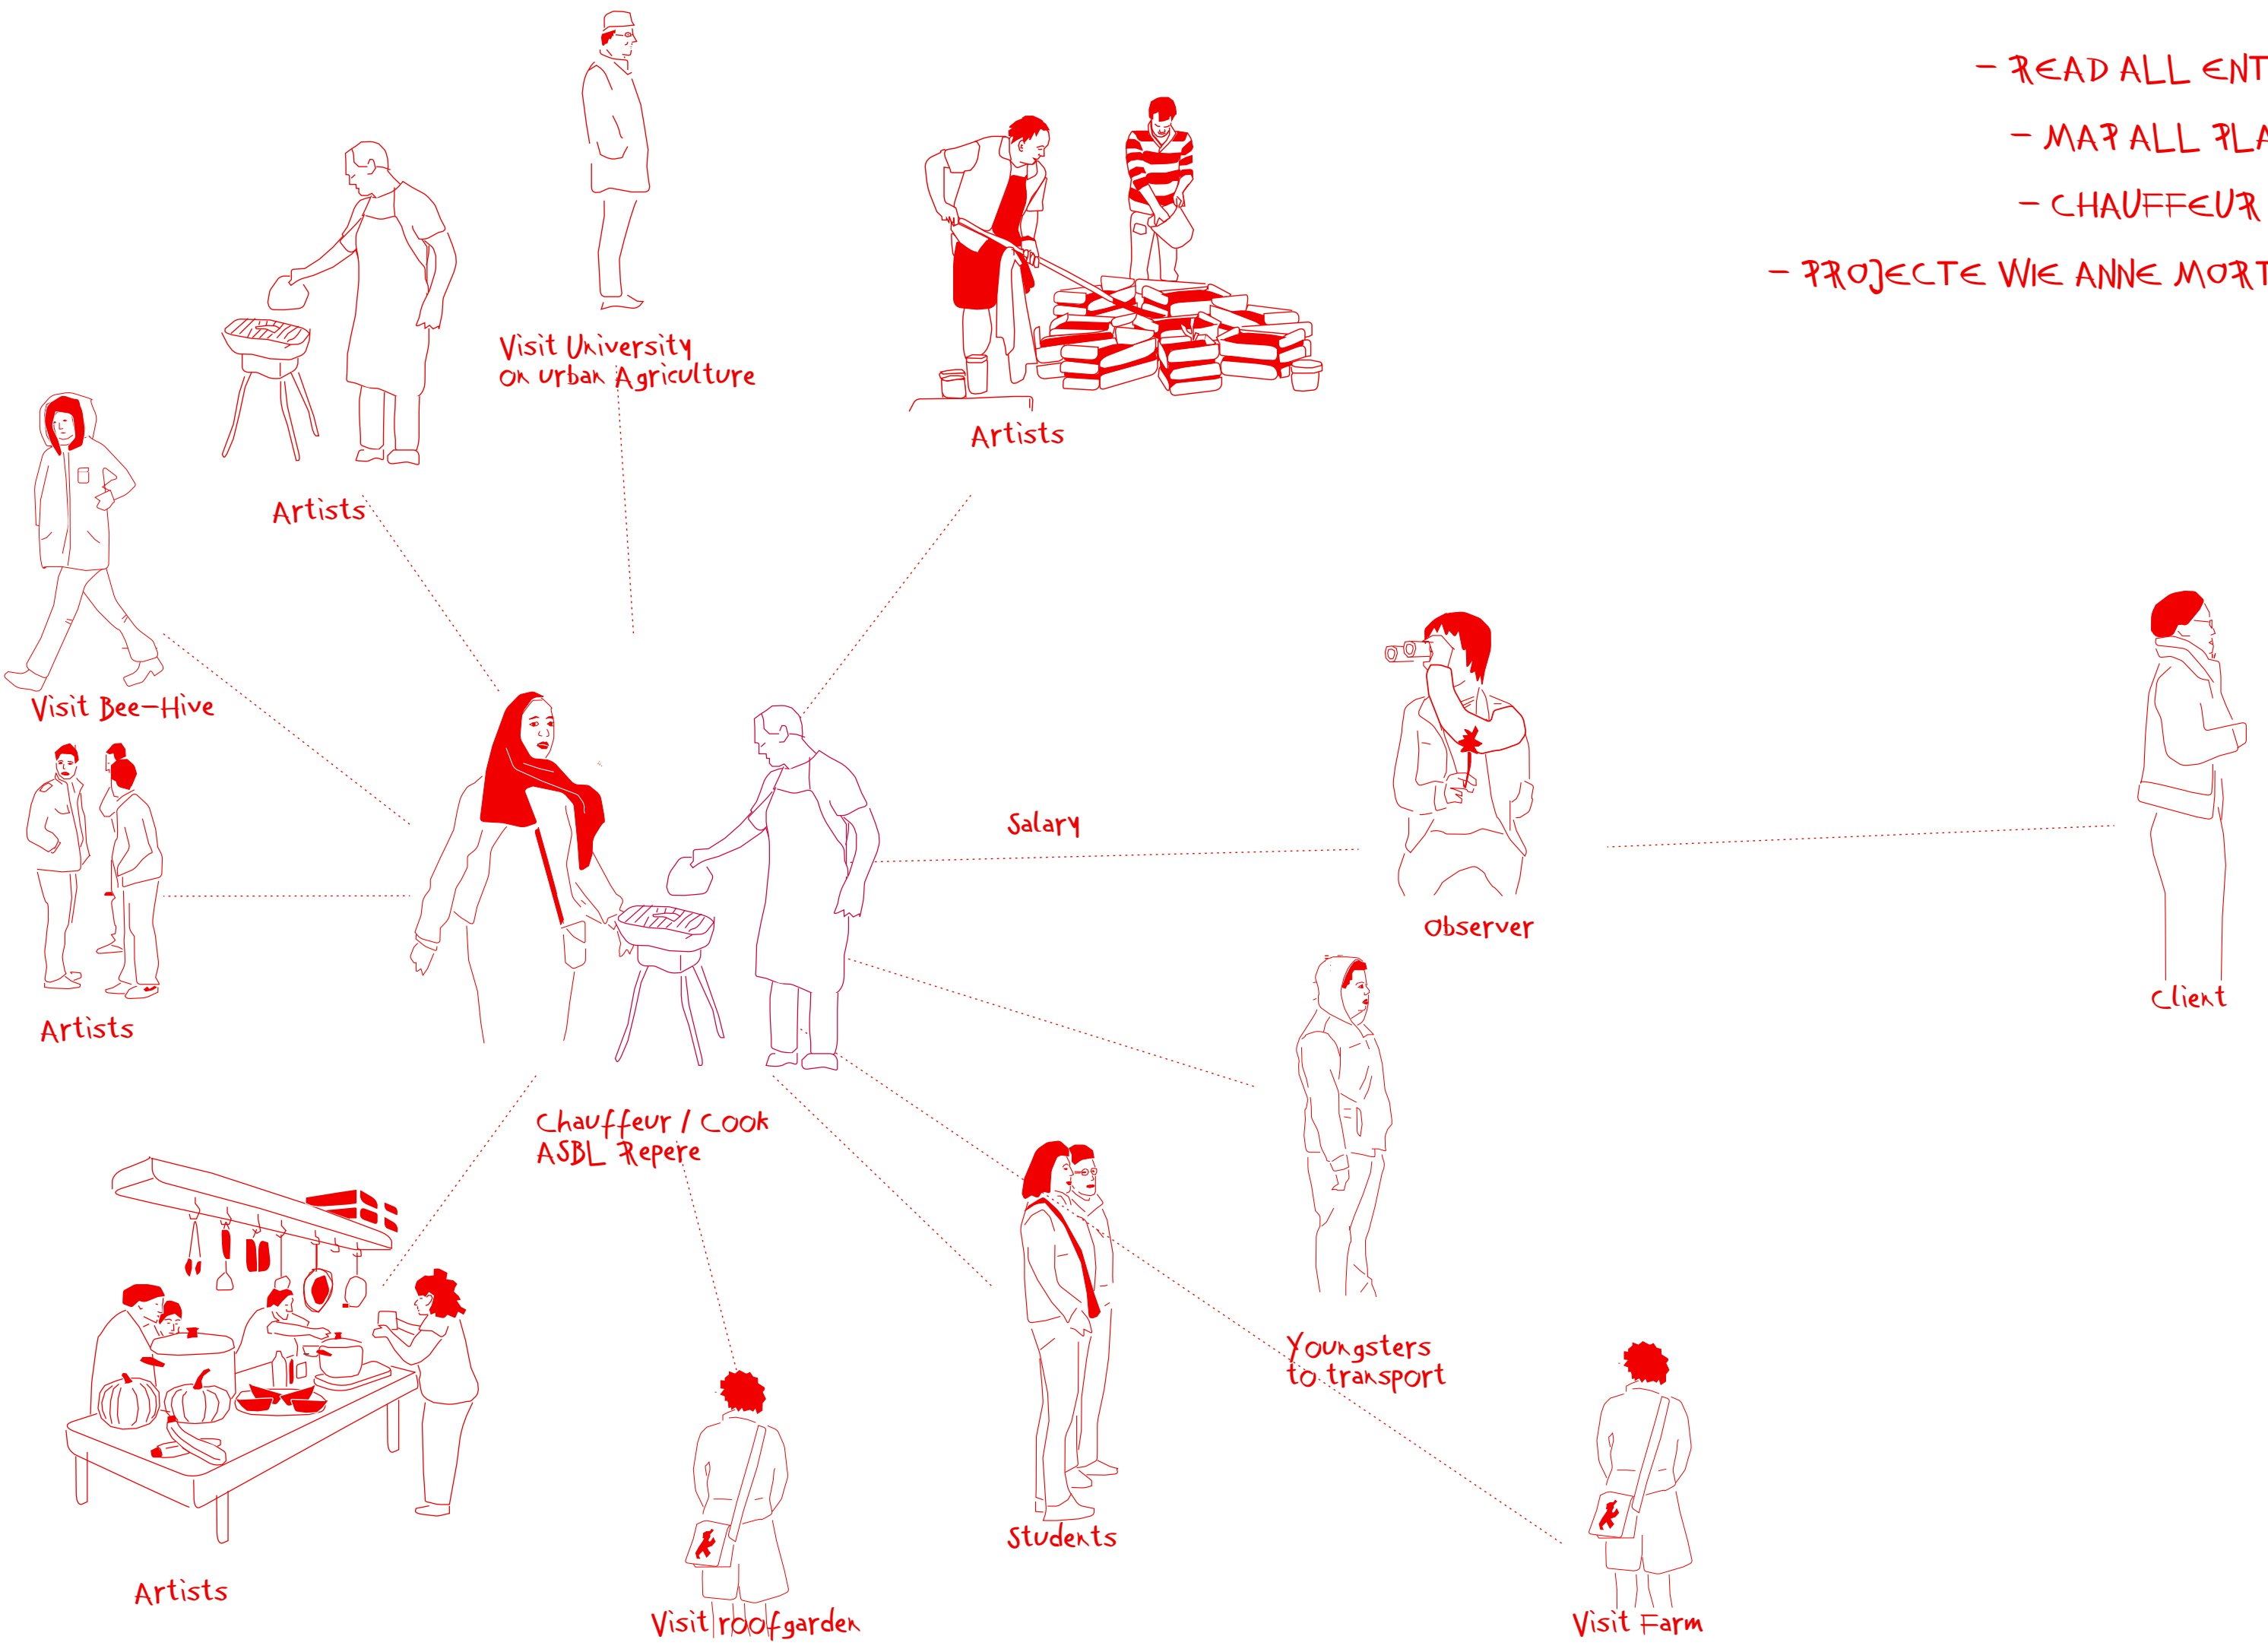 - READ ALL ENT
- MAP ALL PLA
- CHAUFFEUR
- PROJECTE WIE ANNE MORT
Visit University
on urban Agriculture
Artists
Artists
Visit Bee-Hive
Salary
Observer
Client
Artists
Chauffeur / Cook
ASBL Repere
Youngsters
to transport
Students
Artists
Visit roofgarden
Visit Farm